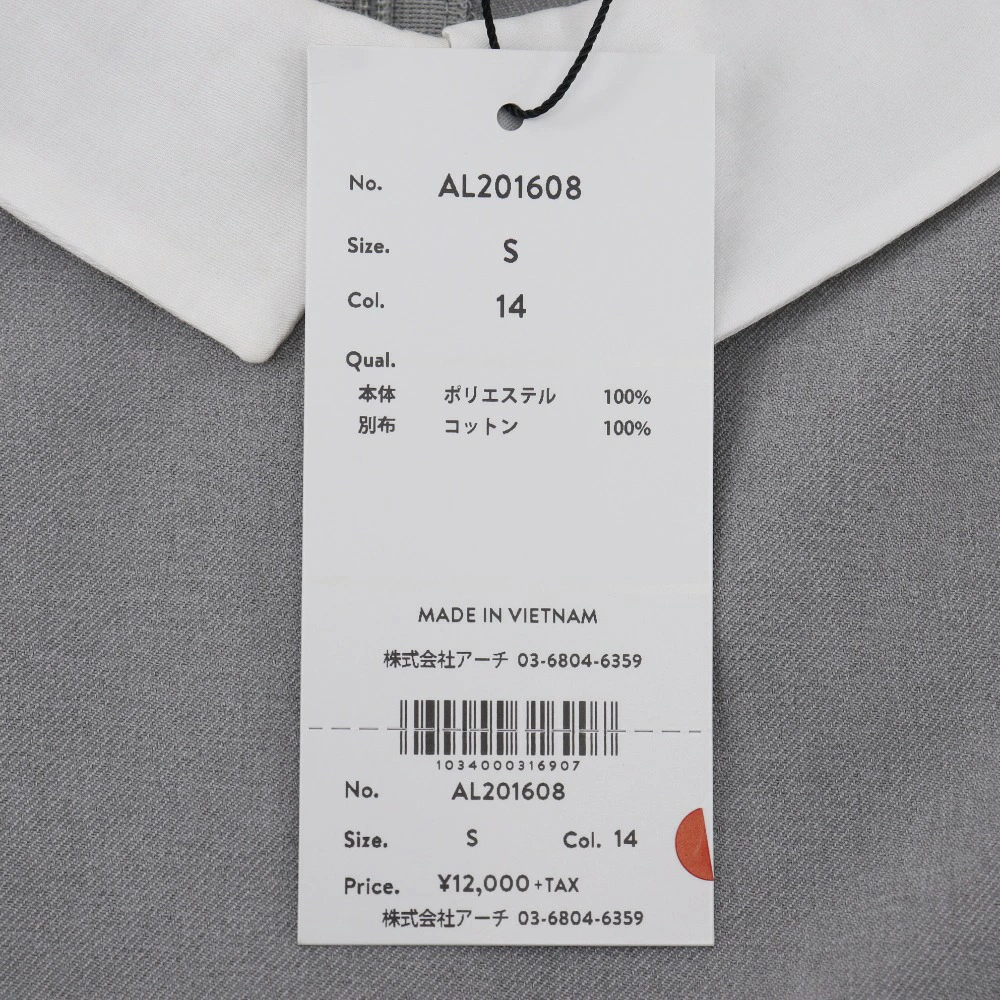 No. AL201608
Size. S
Col. 14
Qual.
本体 ポリエステル 100%
別布 コットン 100%
MADE IN VIETNAM
株式会社アーチ 03-6804-6359
1034000316907
No. AL201608
Size. S Col. 14
Price. ¥12,000+TAX
株式会社アーチ 03-6804-6359